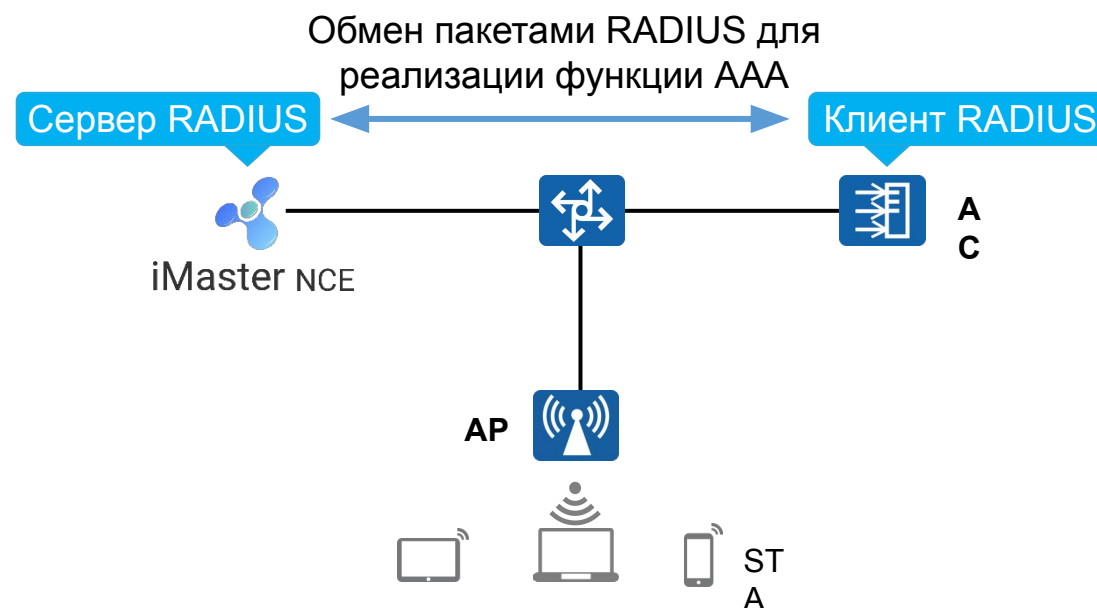 Обмен пакетами RADIUS для
реализации функции AAA
Сервер RADIUS
Клиент RADIUS
A
C
iMaster NCE
AP
ST
A